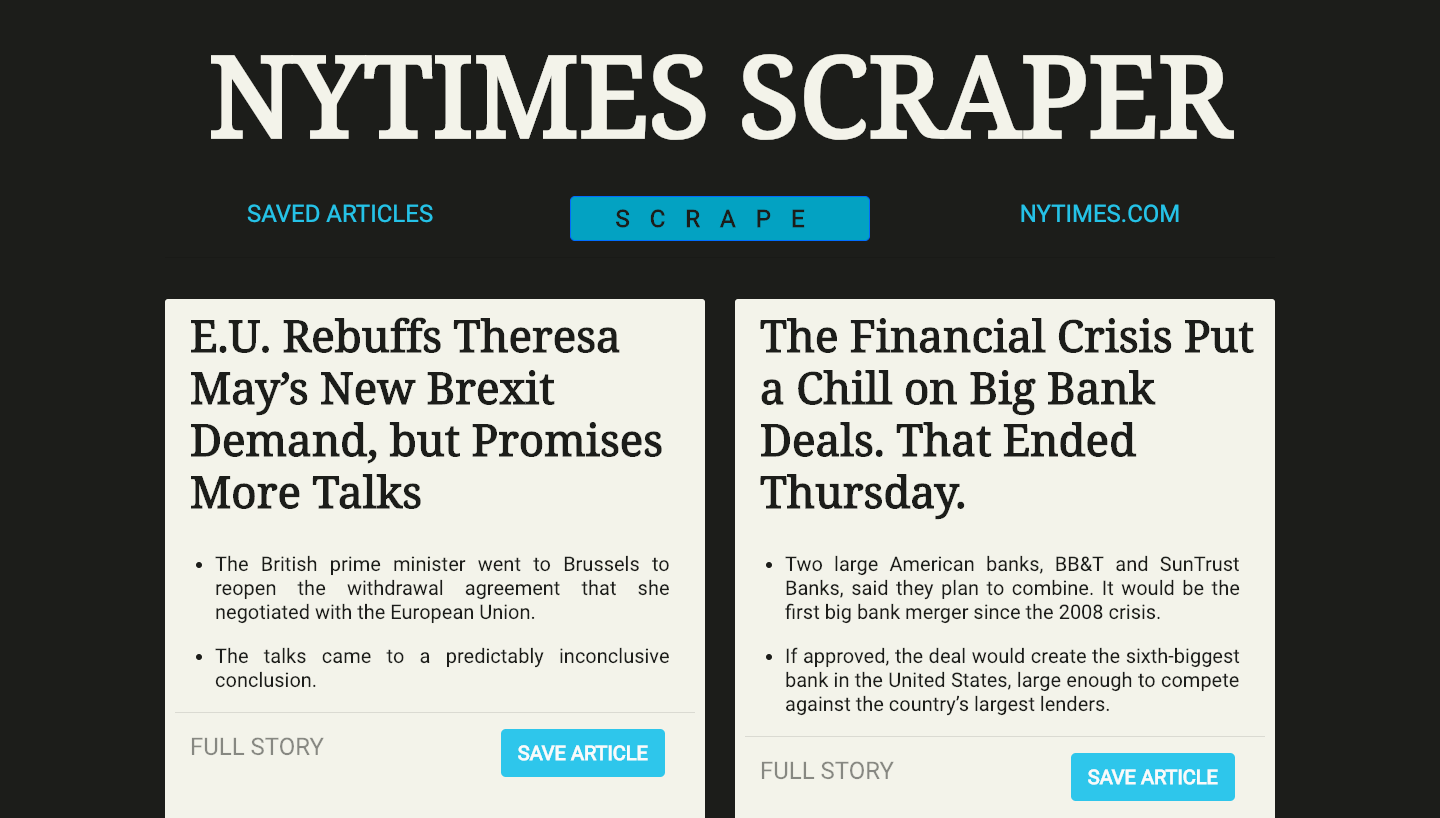 NYTIMES SCRAPER
SAVED ARTICLES
SCRAPE
NYTIMES.COM
E.U. Rebuffs Theresa
May’s New Brexit
Demand, but Promises
More Talks
• The British prime minister went to Brussels to
reopen the withdrawal agreement that she
negotiated with the European Union.
• The talks came to a predictably inconclusive
conclusion.
FULL STORY
SAVE ARTICLE
The Financial Crisis Put
a Chill on Big Bank
Deals. That Ended
Thursday.
• Two large American banks, BB&T and SunTrust
Banks, said they plan to combine. It would be the
first big bank merger since the 2008 crisis.
• If approved, the deal would create the sixth-biggest
bank in the United States, large enough to compete
against the country’s largest lenders.
FULL STORY
SAVE ARTICLE